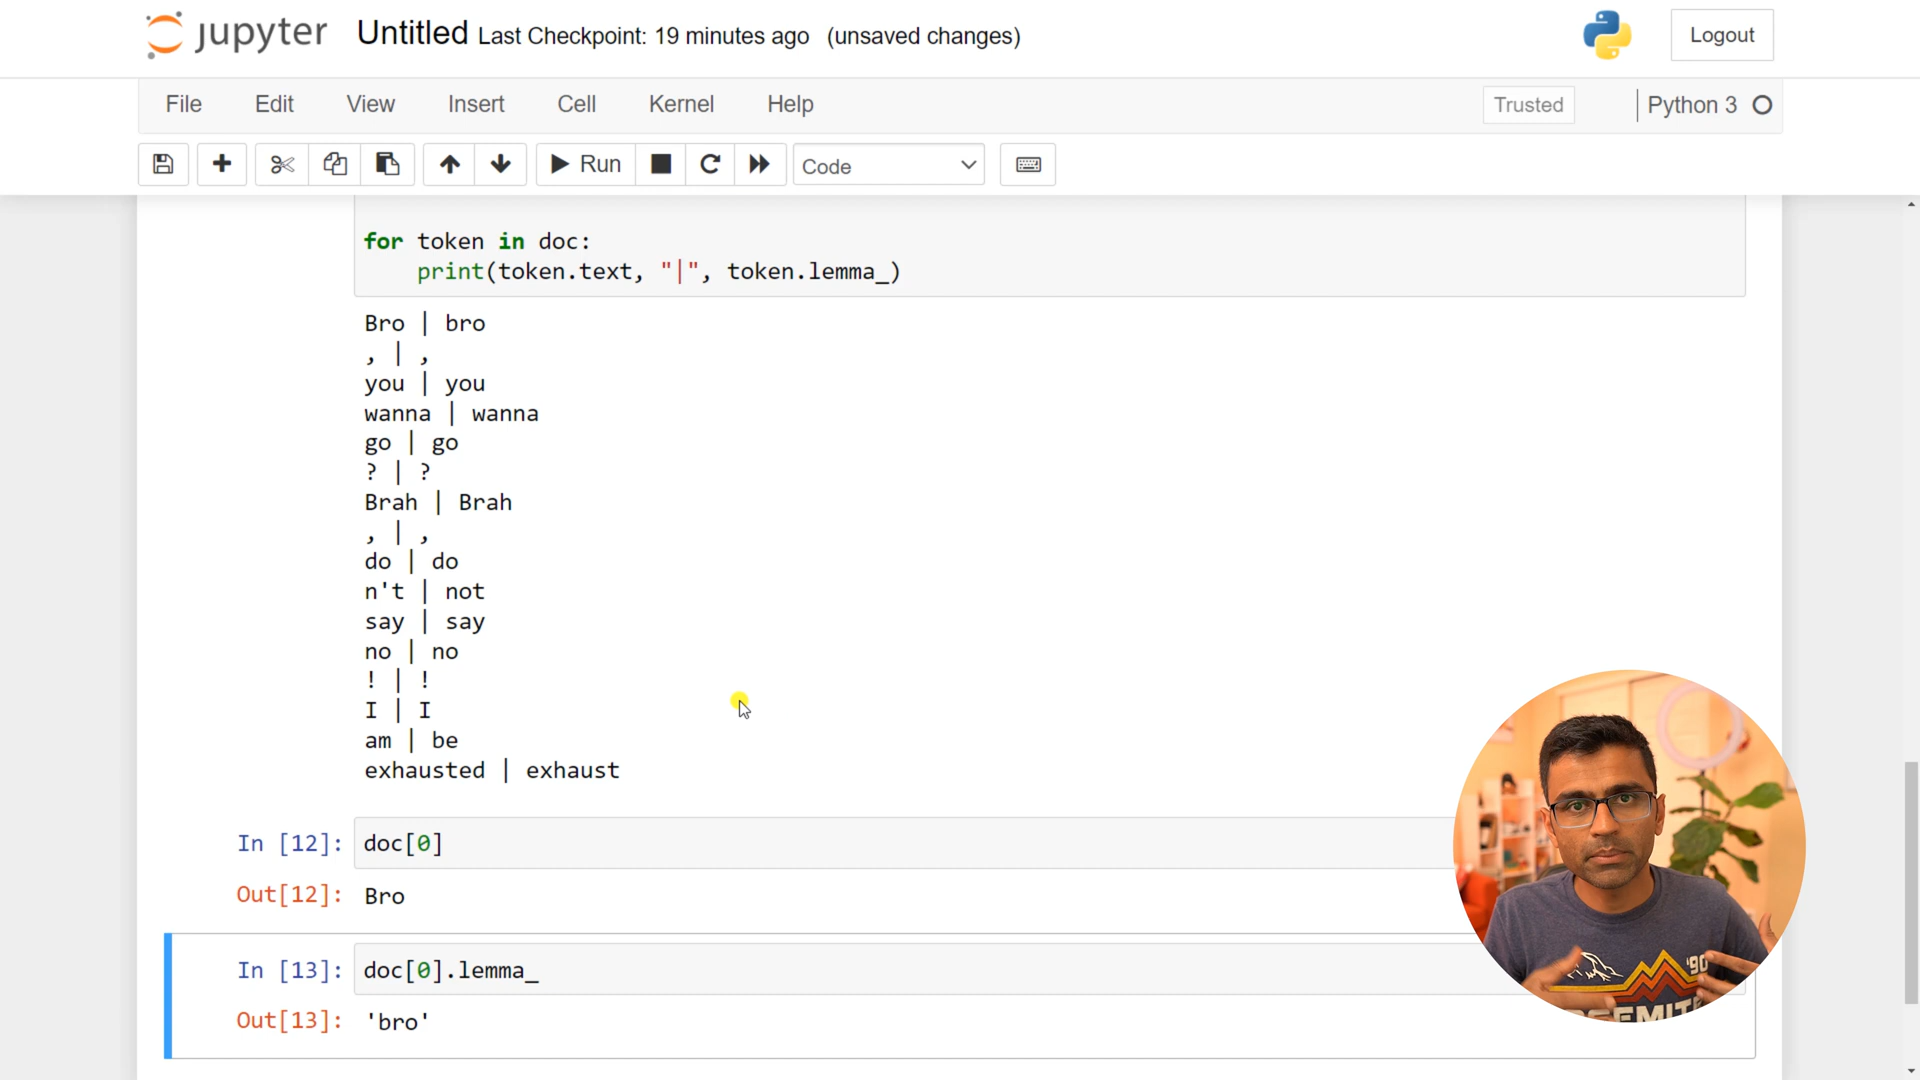 jupyter Untitled Last Checkpoint: 19 minutes ago (unsaved changes) Logout
File Edit View Insert Cell Kernel Help Trusted Python 3
Run Code
for token in doc:
    print(token.text, "|", token.lemma_)
Bro | bro
, | ,
you | you
wanna | wanna
go | go
? | ?
Brah | Brah
, | ,
do | do
n't | not
say | say
no | no
! | !
I | I
am | be
exhausted | exhaust
In [12]: doc[0]
Out[12]: Bro
In [13]: doc[0].lemma_
Out[13]: 'bro'
'90